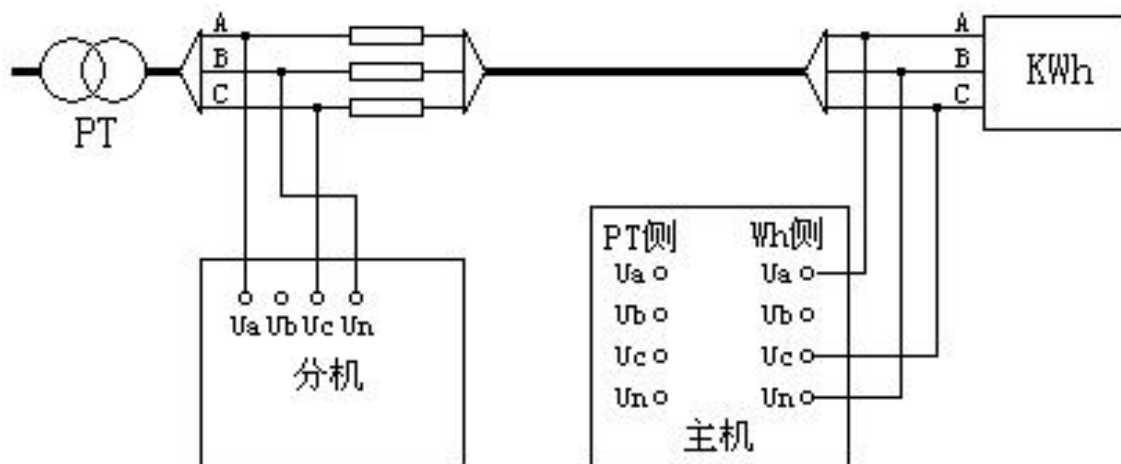 A
B
C
PT
A
B
C
KWh
PT侧 Wh侧
Ua Ua
Ub Ub
Uc Uc
Un Un
主机
Ua Ub Uc Un
分机